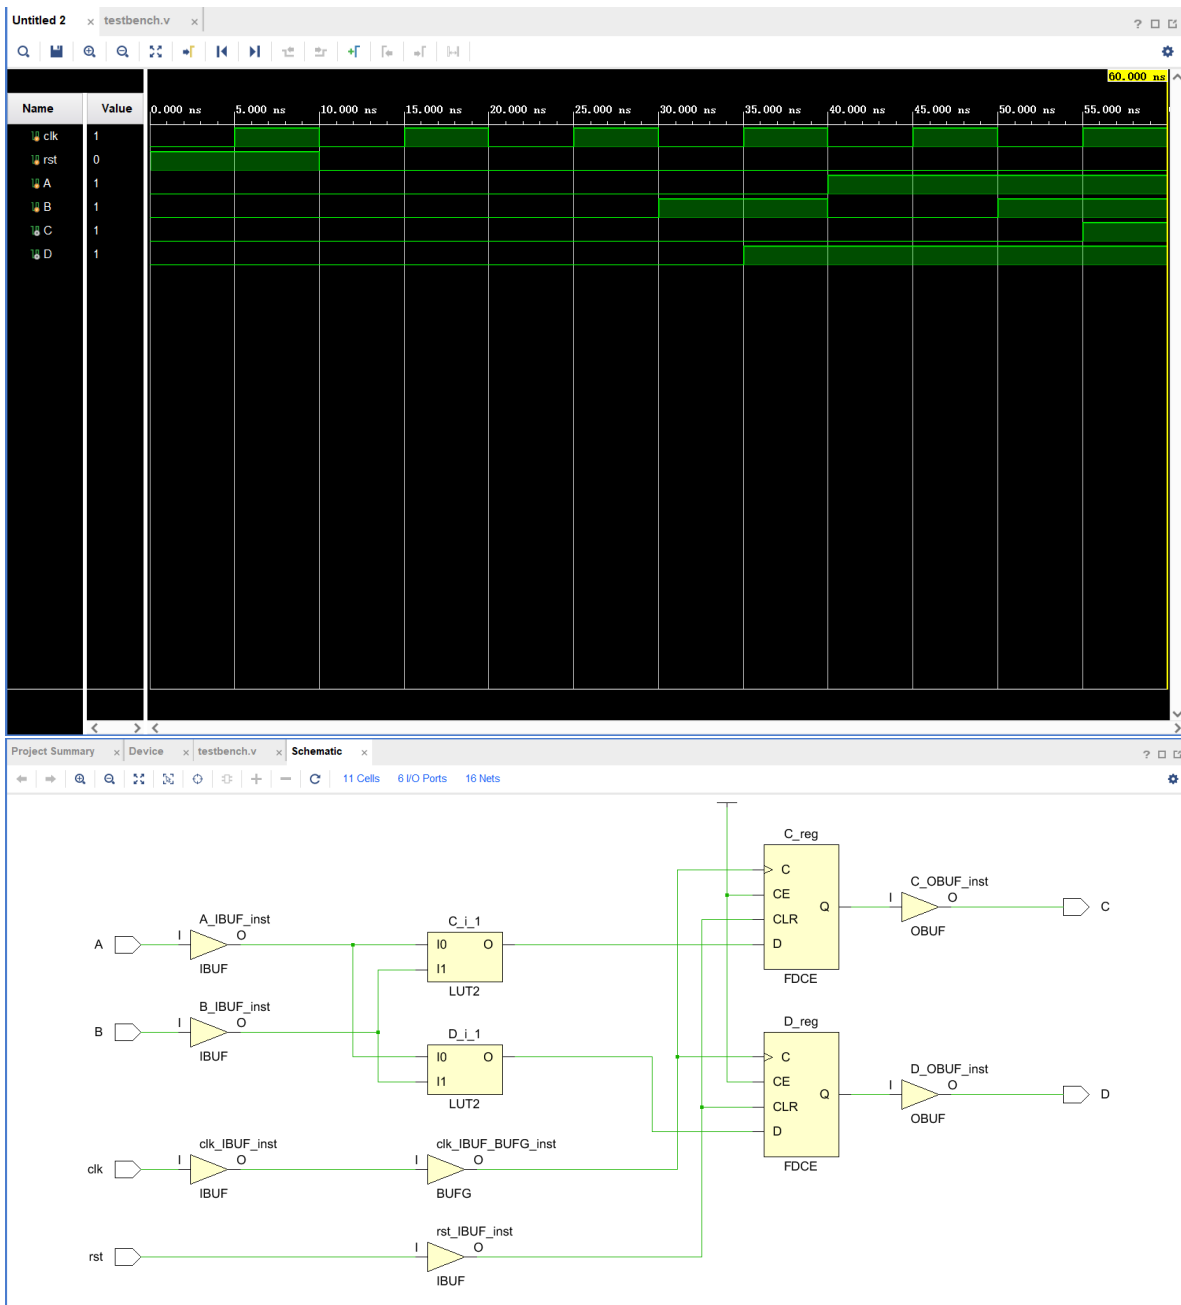 Untitled 2 × testbench.v ×
? 
60.000 ns
Name Value 0.000 ns 5.000 ns 10.000 ns 15.000 ns 20.000 ns 25.000 ns 30.000 ns 35.000 ns 40.000 ns 45.000 ns 50.000 ns 55.000 ns
clk 1
rst 0
A 1
B 1
C 1
D 1
Project Summary × Device × testbench.v × Schematic ×
?
11 Cells 6 I/O Ports 16 Nets
C_reg
C
CE
CLR
D
Q
FDCE
C_OBUF_inst
I O
OBUF
C
A
A_IBUF_inst
I O
IBUF
C_i_1
I0 O
I1
LUT2
B
B_IBUF_inst
I O
IBUF
D_i_1
I0 O
I1
LUT2
D_reg
C
CE
CLR
D
Q
FDCE
D_OBUF_inst
I O
OBUF
D
clk
clk_IBUF_inst
I O
IBUF
clk_IBUF_BUFG_inst
I O
BUFG
rst
rst_IBUF_inst
I O
IBUF